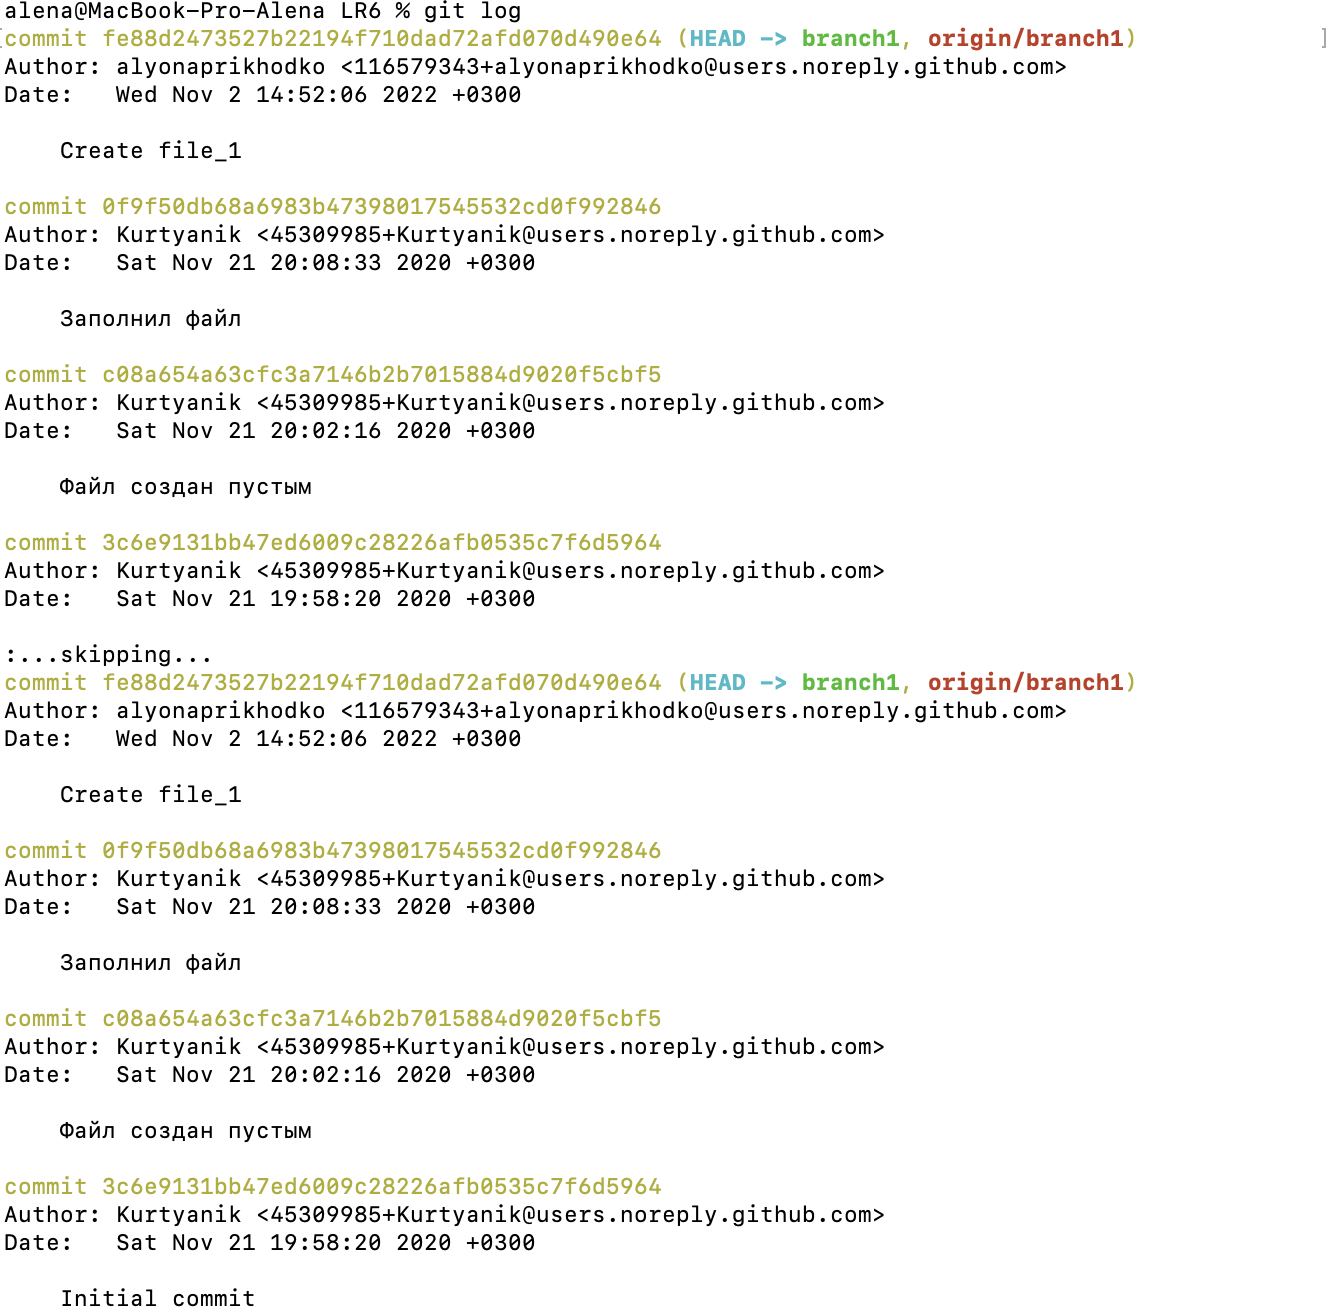 alena@MacBook-Pro-Alena LR6 % git log
[commit fe88d2473527b22194f710dad72afd070d490e64 (HEAD -> branch1, origin/branch1) ]
Author: alyonaprikhodko <116579343+alyonaprikhodko@users.noreply.github.com>
Date:   Wed Nov 2 14:52:06 2022 +0300
    Create file_1
commit 0f9f50db68a6983b47398017545532cd0f992846
Author: Kurtyanik <45309985+Kurtyanik@users.noreply.github.com>
Date:   Sat Nov 21 20:08:33 2020 +0300
    Заполнил файл
commit c08a654a63cfc3a7146b2b7015884d9020f5cbf5
Author: Kurtyanik <45309985+Kurtyanik@users.noreply.github.com>
Date:   Sat Nov 21 20:02:16 2020 +0300
    Файл создан пустым
commit 3c6e9131bb47ed6009c28226afb0535c7f6d5964
Author: Kurtyanik <45309985+Kurtyanik@users.noreply.github.com>
Date:   Sat Nov 21 19:58:20 2020 +0300
:...skipping...
commit fe88d2473527b22194f710dad72afd070d490e64 (HEAD -> branch1, origin/branch1)
Author: alyonaprikhodko <116579343+alyonaprikhodko@users.noreply.github.com>
Date:   Wed Nov 2 14:52:06 2022 +0300
    Create file_1
commit 0f9f50db68a6983b47398017545532cd0f992846
Author: Kurtyanik <45309985+Kurtyanik@users.noreply.github.com>
Date:   Sat Nov 21 20:08:33 2020 +0300
    Заполнил файл
commit c08a654a63cfc3a7146b2b7015884d9020f5cbf5
Author: Kurtyanik <45309985+Kurtyanik@users.noreply.github.com>
Date:   Sat Nov 21 20:02:16 2020 +0300
    Файл создан пустым
commit 3c6e9131bb47ed6009c28226afb0535c7f6d5964
Author: Kurtyanik <45309985+Kurtyanik@users.noreply.github.com>
Date:   Sat Nov 21 19:58:20 2020 +0300
    Initial commit